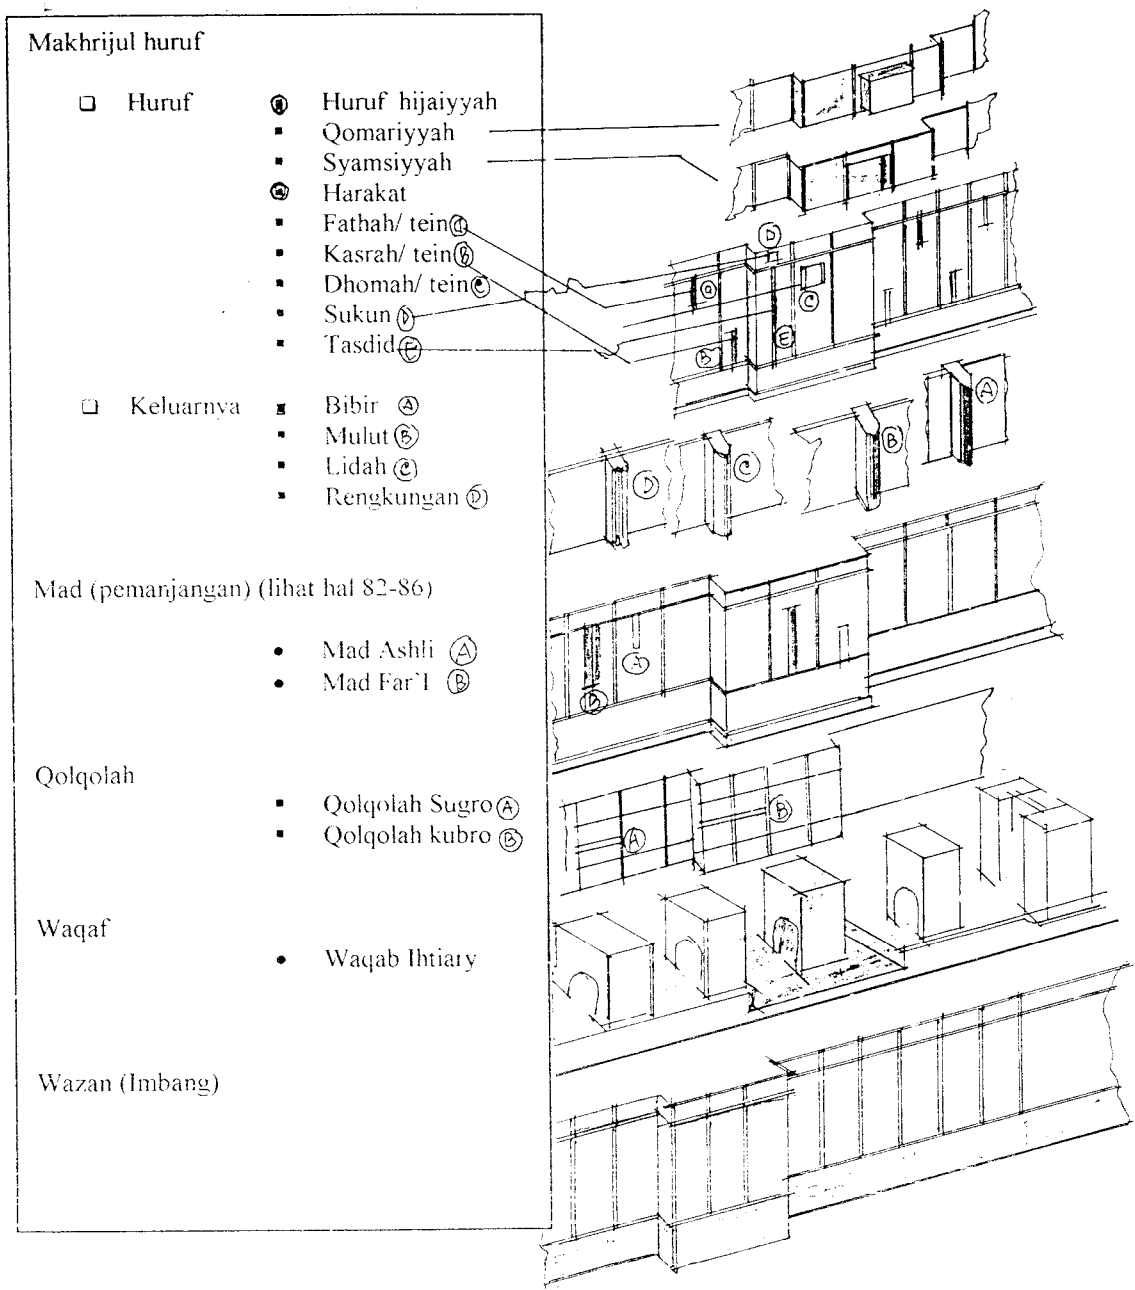 Makhrijul huruf
Huruf Huruf hijaiyyah
Qomariyyah
Syamsiyyah
Harakat
Fathah/ tein a
Kasrah/ tein B
Dhomah/ tein C
Sukun D
Tasdid E
Keluarnya Bibir A
Mulut B
Lidah C
Rengkungan D
Mad (pemanjangan) (lihat hal 82-86)
Mad Ashli A
Mad Far`I B
Qolqolah
Qolqolah Sugro A
Qolqolah kubro B
Waqaf
Waqab Ihtiary
Wazan (Imbang)
D
a
C
B
E
A
B
C
D
A
B
B
A